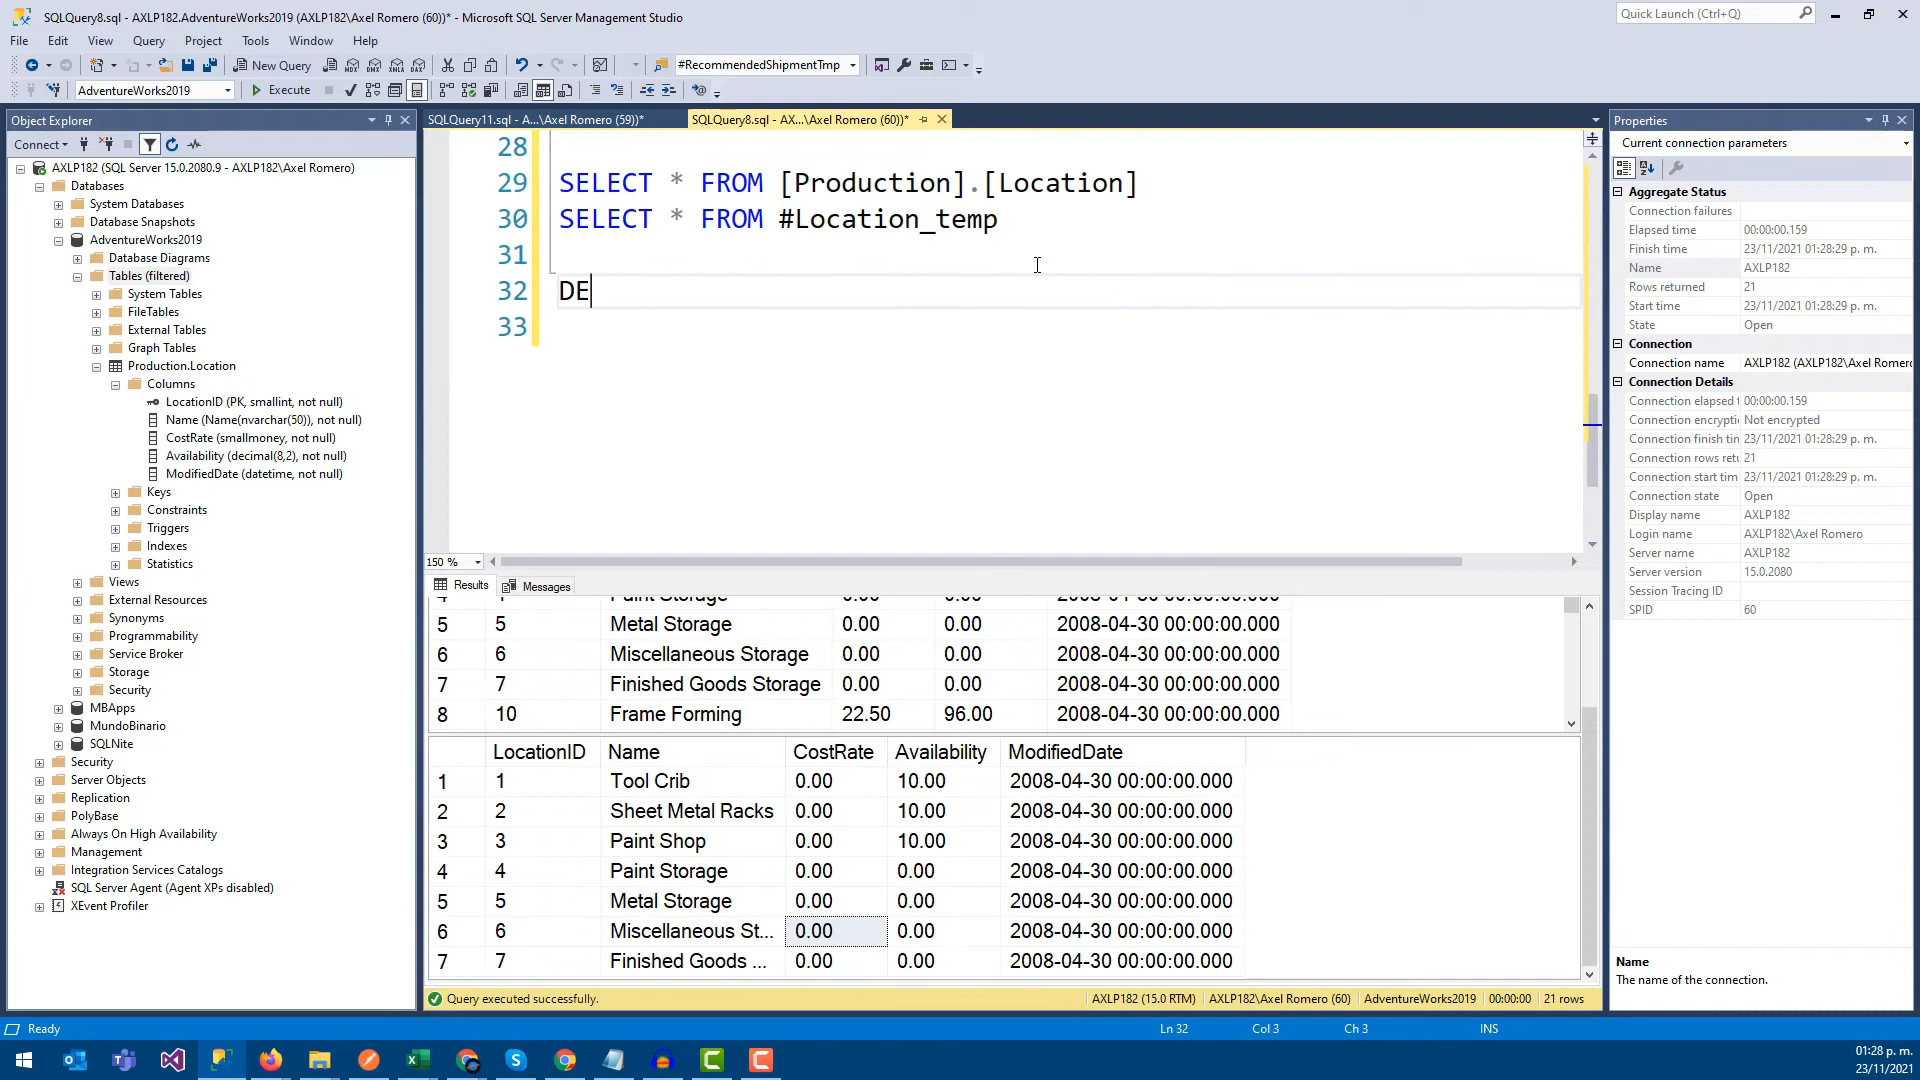 SQLQuery8.sql - AXLP182.AdventureWorks2019 (AXLP182\Axel Romero (60))* - Microsoft SQL Server Management Studio
Quick Launch (Ctrl+Q)
File Edit View Query Project Tools Window Help
New Query MDX DMX XMLA DAX #RecommendedShipmentTmp
AdventureWorks2019 Execute
Object Explorer
Connect
AXLP182 (SQL Server 15.0.2080.9 - AXLP182\Axel Romero)
Databases
System Databases
Database Snapshots
AdventureWorks2019
Database Diagrams
Tables (filtered)
System Tables
FileTables
External Tables
Graph Tables
Production.Location
Columns
LocationID (PK, smallint, not null)
Name (Name(nvarchar(50)), not null)
CostRate (smallmoney, not null)
Availability (decimal(8,2), not null)
ModifiedDate (datetime, not null)
Keys
Constraints
Triggers
Indexes
Statistics
Views
External Resources
Synonyms
Programmability
Service Broker
Storage
Security
MBApps
MundoBinario
SQLNite
Security
Server Objects
Replication
PolyBase
Always On High Availability
Management
Integration Services Catalogs
SQL Server Agent (Agent XPs disabled)
XEvent Profiler
SQLQuery11.sql - A...\Axel Romero (59))*
SQLQuery8.sql - AX...\Axel Romero (60))*
28
29 SELECT * FROM [Production].[Location]
30 SELECT * FROM #Location_temp
31
32 DE
33
150 %
Results Messages
4 4 Paint Storage 0.00 0.00 2008-04-30 00:00:00.000
5 5 Metal Storage 0.00 0.00 2008-04-30 00:00:00.000
6 6 Miscellaneous Storage 0.00 0.00 2008-04-30 00:00:00.000
7 7 Finished Goods Storage 0.00 0.00 2008-04-30 00:00:00.000
8 10 Frame Forming 22.50 96.00 2008-04-30 00:00:00.000
LocationID Name CostRate Availability ModifiedDate
1 1 Tool Crib 0.00 10.00 2008-04-30 00:00:00.000
2 2 Sheet Metal Racks 0.00 10.00 2008-04-30 00:00:00.000
3 3 Paint Shop 0.00 10.00 2008-04-30 00:00:00.000
4 4 Paint Storage 0.00 0.00 2008-04-30 00:00:00.000
5 5 Metal Storage 0.00 0.00 2008-04-30 00:00:00.000
6 6 Miscellaneous St... 0.00 0.00 2008-04-30 00:00:00.000
7 7 Finished Goods ... 0.00 0.00 2008-04-30 00:00:00.000
Query executed successfully. AXLP182 (15.0 RTM) AXLP182\Axel Romero (60) AdventureWorks2019 00:00:00 21 rows
Properties
Current connection parameters
Aggregate Status
Connection failures
Elapsed time 00:00:00.159
Finish time 23/11/2021 01:28:29 p. m.
Name AXLP182
Rows returned 21
Start time 23/11/2021 01:28:29 p. m.
State Open
Connection
Connection name AXLP182 (AXLP182\Axel Romero
Connection Details
Connection elapsed t 00:00:00.159
Connection encryptic Not encrypted
Connection finish tin 23/11/2021 01:28:29 p. m.
Connection rows retu 21
Connection start tim 23/11/2021 01:28:29 p. m.
Connection state Open
Display name AXLP182
Login name AXLP182\Axel Romero
Server name AXLP182
Server version 15.0.2080
Session Tracing ID
SPID 60
Name
The name of the connection.
Ready Ln 32 Col 3 Ch 3 INS
01:28 p. m.
23/11/2021